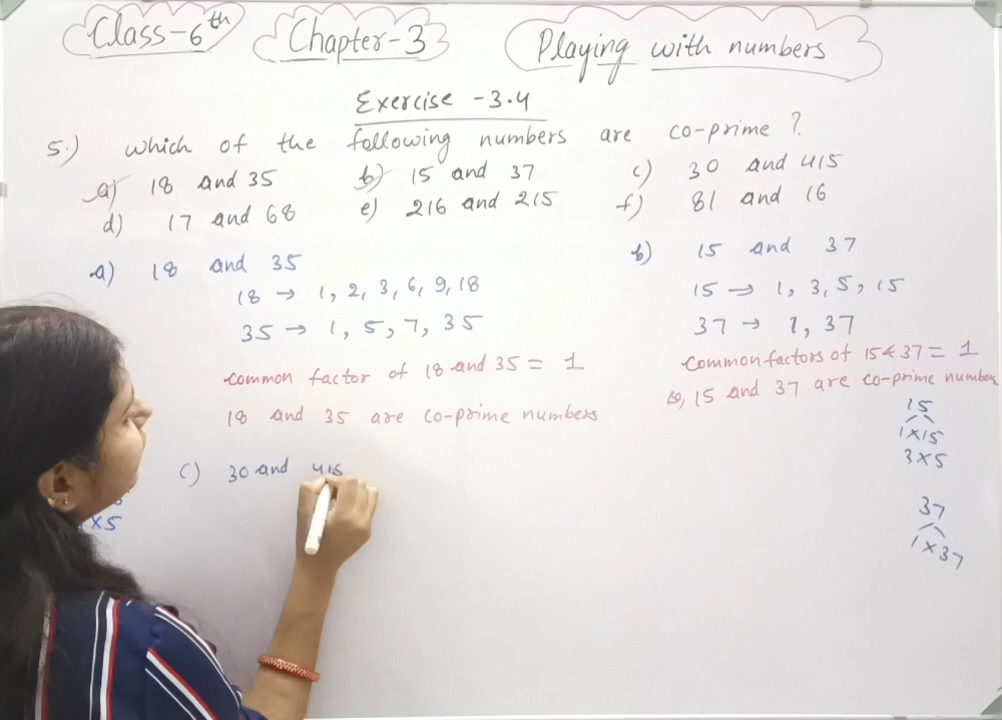 Class-6th Chapter-3 Playing with numbers
Exercise -3.4
5.) which of the following numbers are co-prime ?
a) 18 and 35 b) 15 and 37 c) 30 and 415
d) 17 and 68 e) 216 and 215 f) 81 and 16
a) 18 and 35
18 → 1, 2, 3, 6, 9, 18
35 → 1, 5, 7, 35
common factor of 18 and 35 = 1
18 and 35 are co-prime numbers
b) 15 and 37
15 → 1, 3, 5, 15
37 → 1, 37
common factors of 15 & 37 = 1
so, 15 and 37 are co-prime numbers
15
1×15
3×5
37
1×37
c) 30 and 415
×5